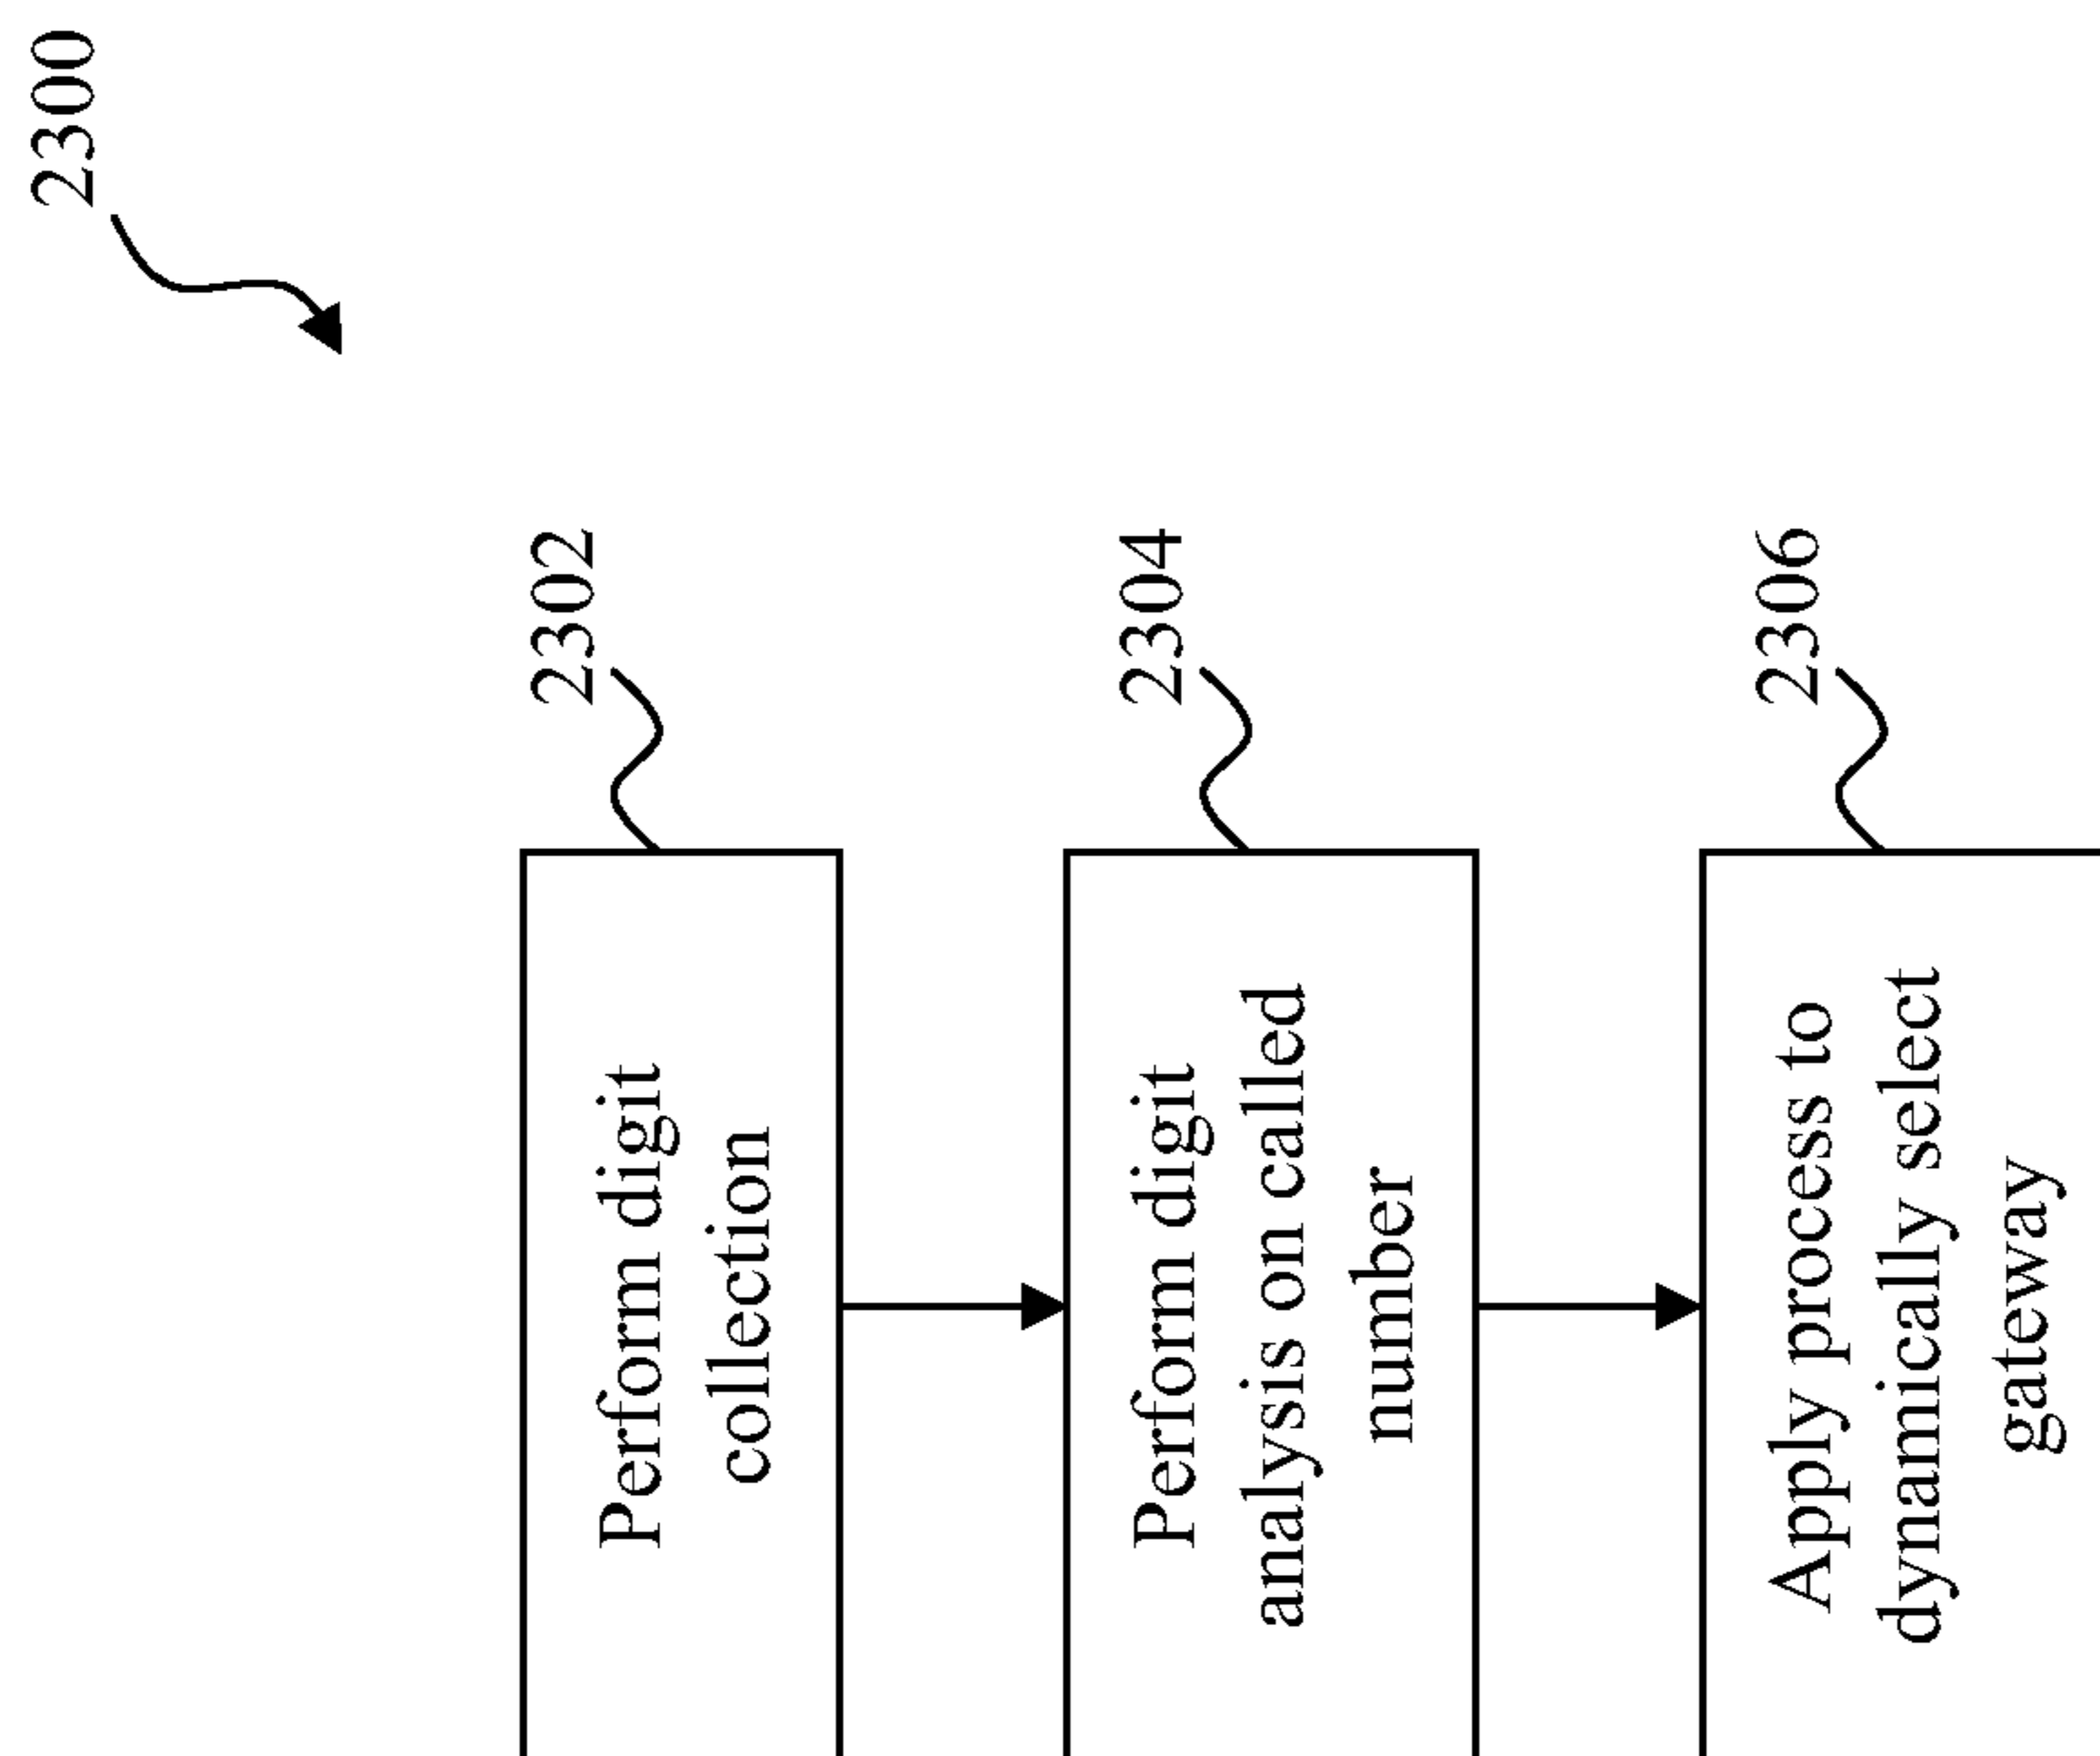 2300
2302
Perform digit
collection
2304
Perform digit
analysis on called
number
2306
Apply process to
dynamically select
gateway